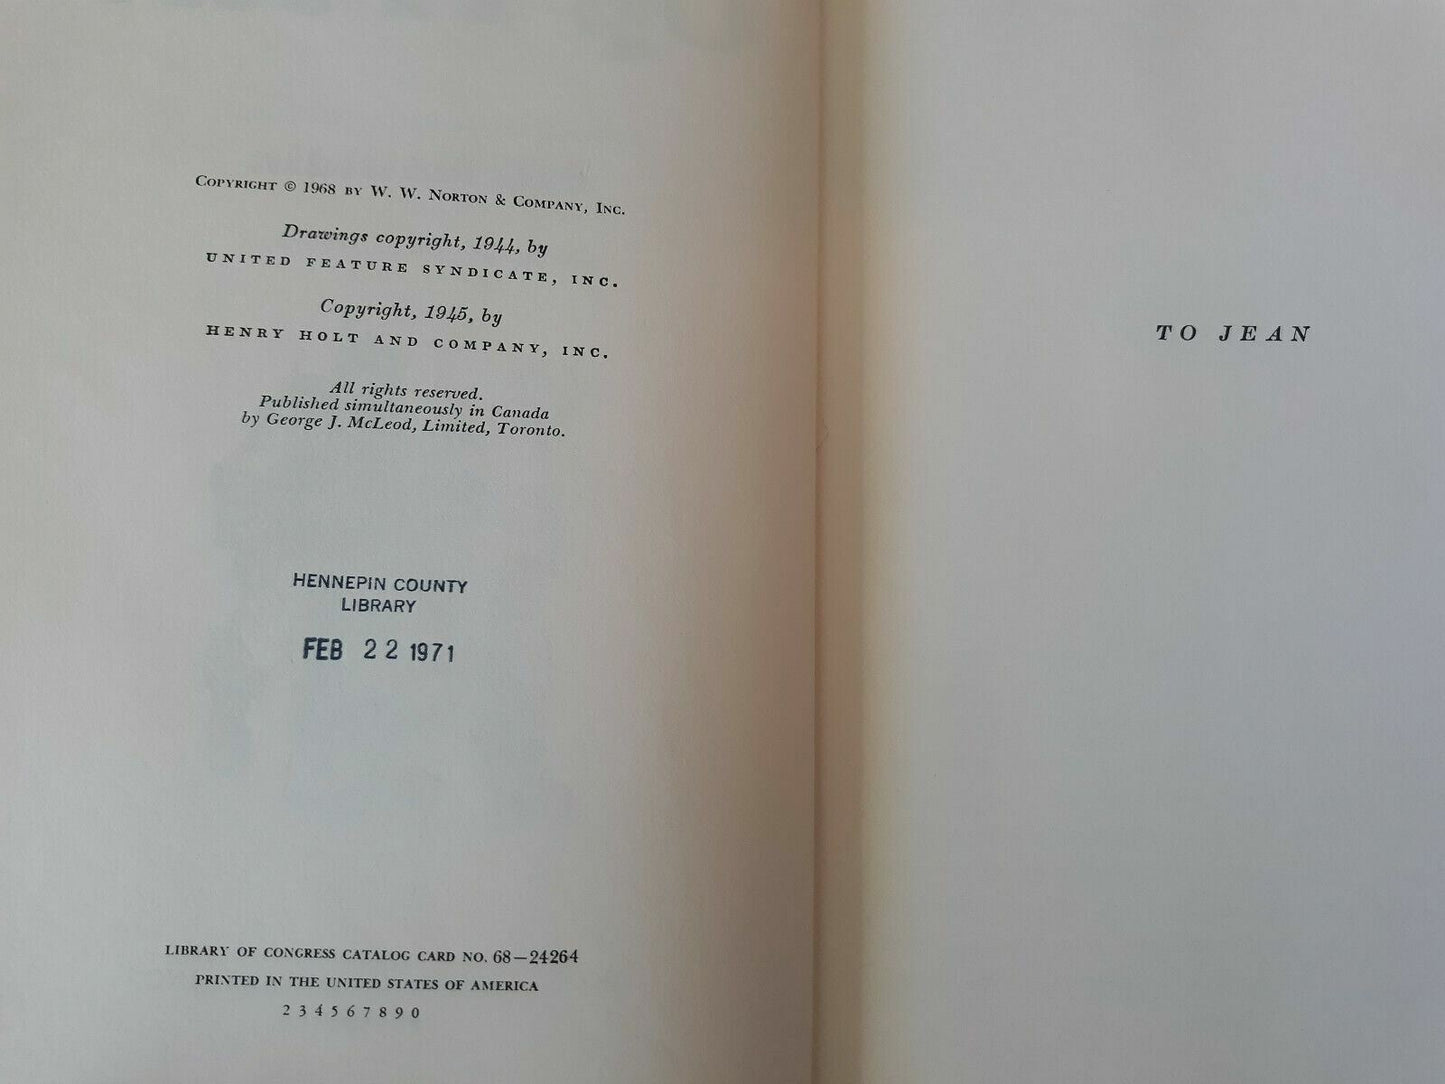 COPYRIGHT © 1968 BY W. W. NORTON & COMPANY, INC.
Drawings copyright, 1944, by
UNITED FEATURE SYNDICATE, INC.
Copyright, 1945, by
HENRY HOLT AND COMPANY, INC.
All rights reserved.
Published simultaneously in Canada
by George J. McLeod, Limited, Toronto.
HENNEPIN COUNTY
LIBRARY
FEB 22 1971
LIBRARY OF CONGRESS CATALOG CARD NO. 68-24264
PRINTED IN THE UNITED STATES OF AMERICA
2 3 4 5 6 7 8 9 0
TO JEAN